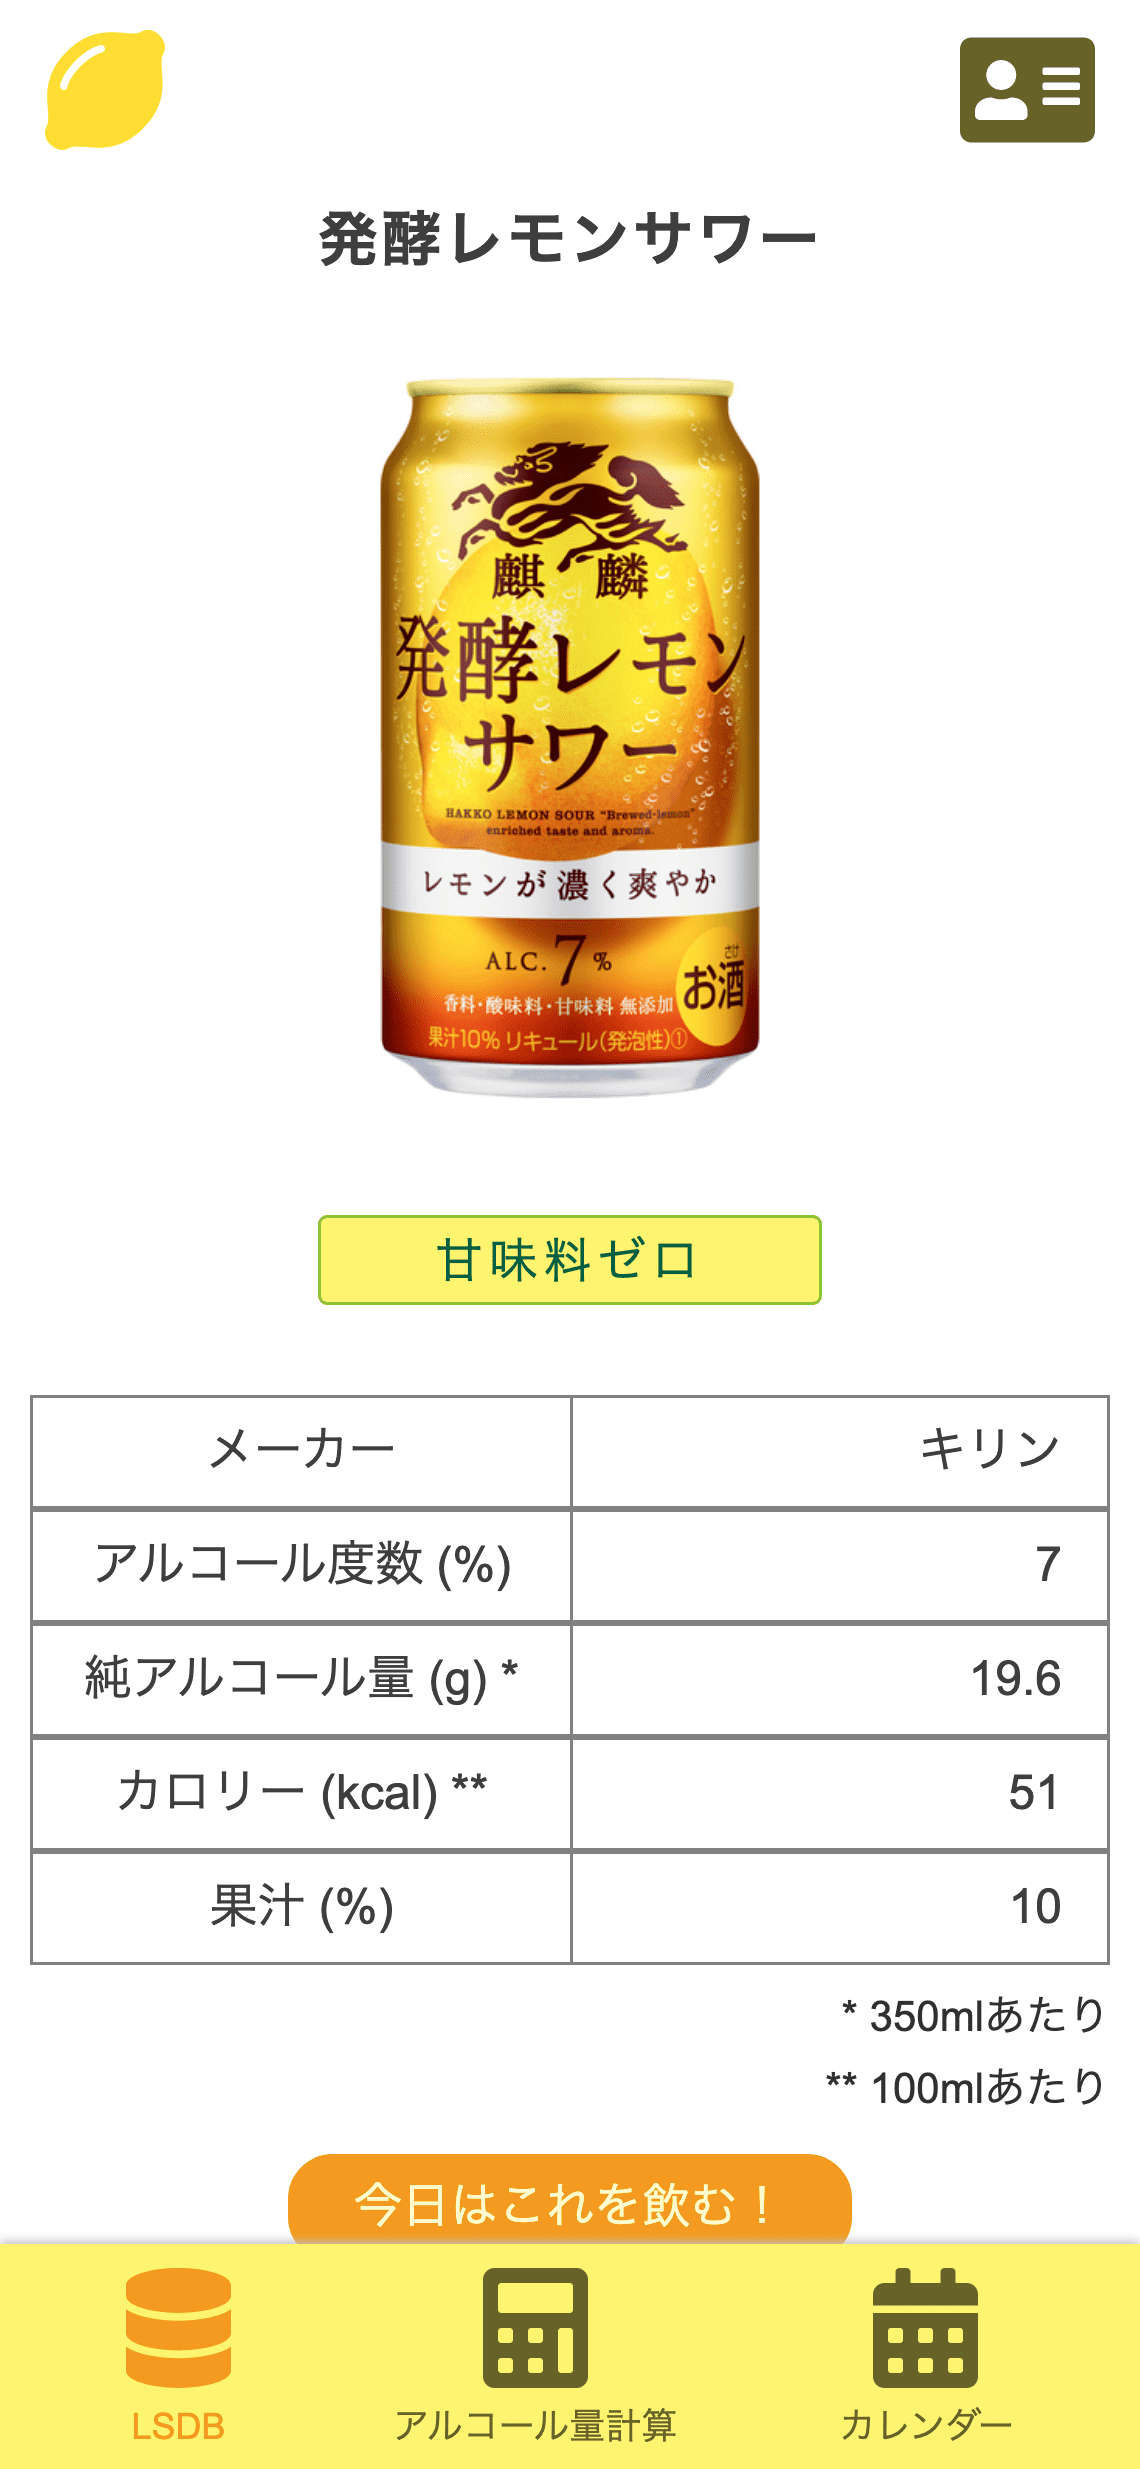 発酵レモンサワー
麒麟
発酵レモン
サワー
HAKKO LEMON SOUR "Brewed-lemon"
enriched taste and aroma.
レモンが濃く爽やか
ALC.7%
さけ
お酒
香料・酸味料・甘味料 無添加
果汁10% リキュール(発泡性)①
甘味料ゼロ
メーカー キリン
アルコール度数 (%) 7
純アルコール量 (g) * 19.6
カロリー (kcal) ** 51
果汁 (%) 10
* 350mlあたり
** 100mlあたり
今日はこれを飲む！
LSDB アルコール量計算 カレンダー